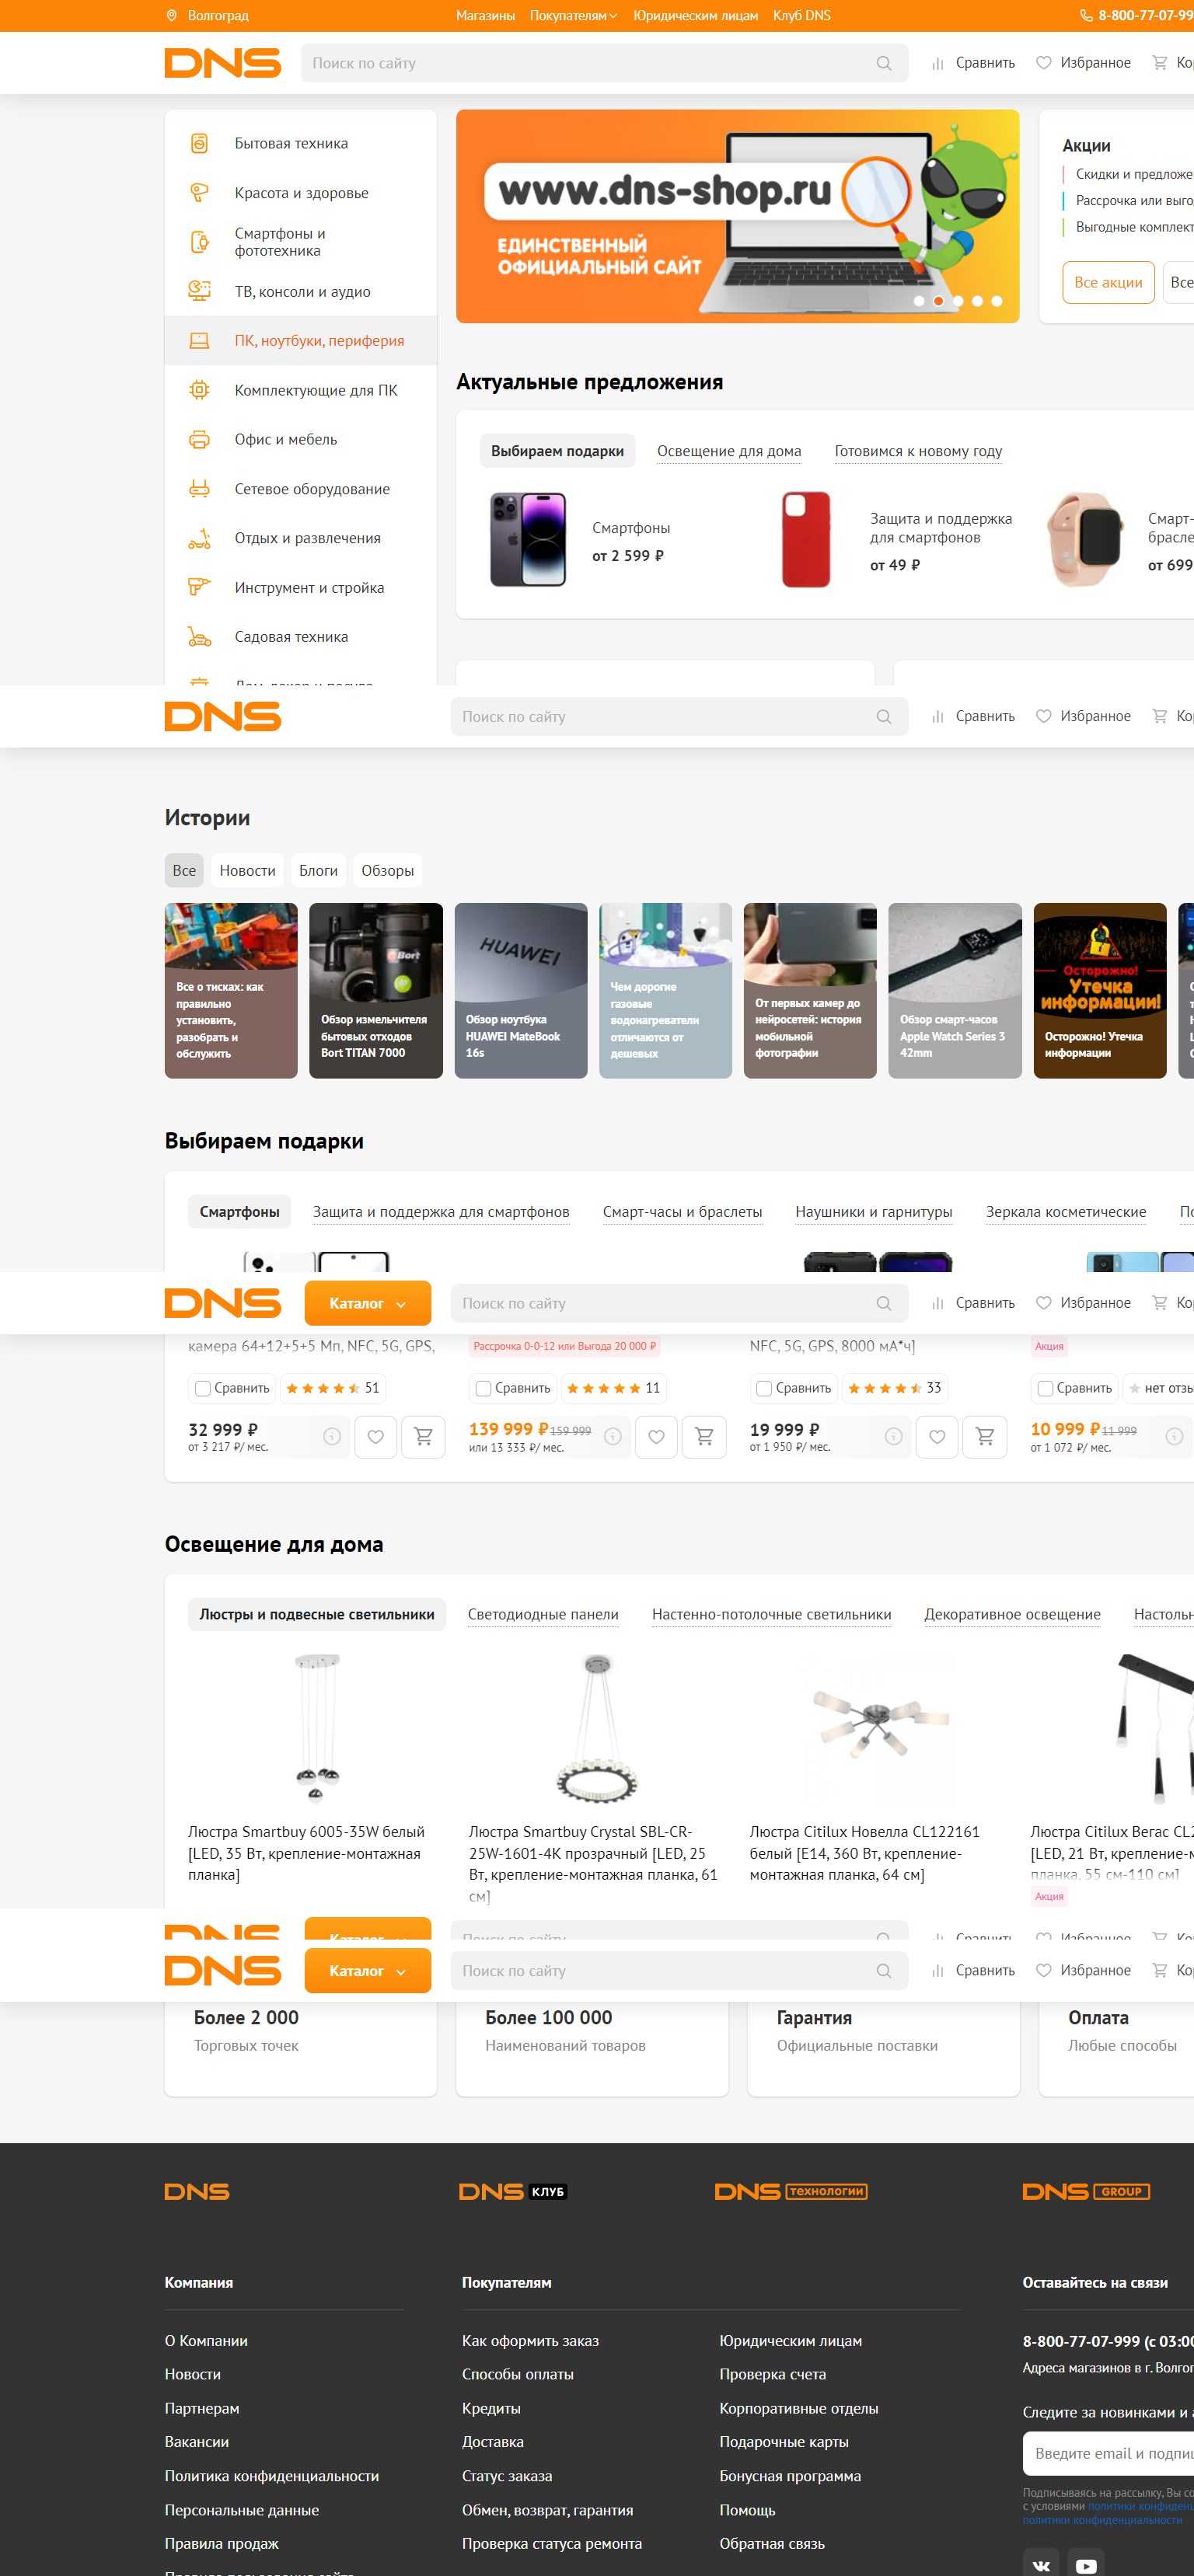 Волгоград
Магазины Покупателям Юридическим лицам Клуб DNS
8-800-77-07-99
DNS
Поиск по сайту
Сравнить Избранное
Бытовая техника
Красота и здоровье
Смартфоны и
фототехника
ТВ, консоли и аудио
ПК, ноутбуки, периферия
Комплектующие для ПК
Офис и мебель
Сетевое оборудование
Отдых и развлечения
Инструмент и стройка
Садовая техника
www.dns-shop.ru
ЕДИНСТВЕННЫЙ
ОФИЦИАЛЬНЫЙ САЙТ
Акции
Скидки и предложе
Рассрочка или выго
Выгодные комплект
Все акции Все
Актуальные предложения
Выбираем подарки Освещение для дома Готовимся к новому году
Смартфоны
от 2 599 ₽
Защита и поддержка
для смартфонов
от 49 ₽
Смарт-
брасле
от 699
DNS
Поиск по сайту
Сравнить Избранное
Истории
Все Новости Блоги Обзоры
Все о тисках: как
правильно
установить,
разобрать и
обслужить
Bort
Обзор измельчителя
бытовых отходов
Bort TITAN 7000
HUAWEI
Обзор ноутбука
HUAWEI MateBook
16s
Чем дорогие
газовые
водонагреватели
отличаются от
дешевых
От первых камер до
нейросетей: история
мобильной
фотографии
Обзор смарт-часов
Apple Watch Series 3
42mm
Осторожно!
Утечка
информации!
Осторожно! Утечка
информации
Выбираем подарки
Смартфоны Защита и поддержка для смартфонов Смарт-часы и браслеты Наушники и гарнитуры Зеркала косметические
DNS
Каталог
Поиск по сайту
Сравнить Избранное
камера 64+12+5+5 Мп, NFC, 5G, GPS,
Сравнить 51
32 999 ₽
от 3 217 ₽/ мес.
Рассрочка 0-0-12 или Выгода 20 000 ₽
Сравнить 11
139 999 ₽ 159 999
или 13 333 ₽/ мес.
NFC, 5G, GPS, 8000 мА*ч]
Сравнить 33
19 999 ₽
от 1 950 ₽/ мес.
Акция
Сравнить нет отзы
10 999 ₽ 11 999
от 1 072 ₽/ мес.
Освещение для дома
Люстры и подвесные светильники Светодиодные панели Настенно-потолочные светильники Декоративное освещение Настольн
Люстра Smartbuy 6005-35W белый
[LED, 35 Вт, крепление-монтажная
планка]
Люстра Smartbuy Crystal SBL-CR-
25W-1601-4K прозрачный [LED, 25
Вт, крепление-монтажная планка, 61
см]
Люстра Citilux Новелла CL122161
белый [E14, 360 Вт, крепление-
монтажная планка, 64 см]
Люстра Citilux Вегас CL2
[LED, 21 Вт, крепление-м
планка, 55 см-110 см]
Акция
DNS
Каталог
Поиск по сайту
Сравнить Избранное
DNS
Каталог
Поиск по сайту
Сравнить Избранное
Более 2 000
Торговых точек
Более 100 000
Наименований товаров
Гарантия
Официальные поставки
Оплата
Любые способы
DNS
DNS КЛУБ
DNS ТЕХНОЛОГИИ
DNS GROUP
Компания
О Компании
Новости
Партнерам
Вакансии
Политика конфиденциальности
Персональные данные
Правила продаж
Покупателям
Как оформить заказ
Способы оплаты
Кредиты
Доставка
Статус заказа
Обмен, возврат, гарантия
Проверка статуса ремонта
Юридическим лицам
Проверка счета
Корпоративные отделы
Подарочные карты
Бонусная программа
Помощь
Обратная связь
Оставайтесь на связи
8-800-77-07-999 (с 03:00
Адреса магазинов в г. Волгог
Следите за новинками и
Введите email и подпиш
Подписываясь на рассылку, Вы со
с условиями политики конфиденц
политики конфиденциальности